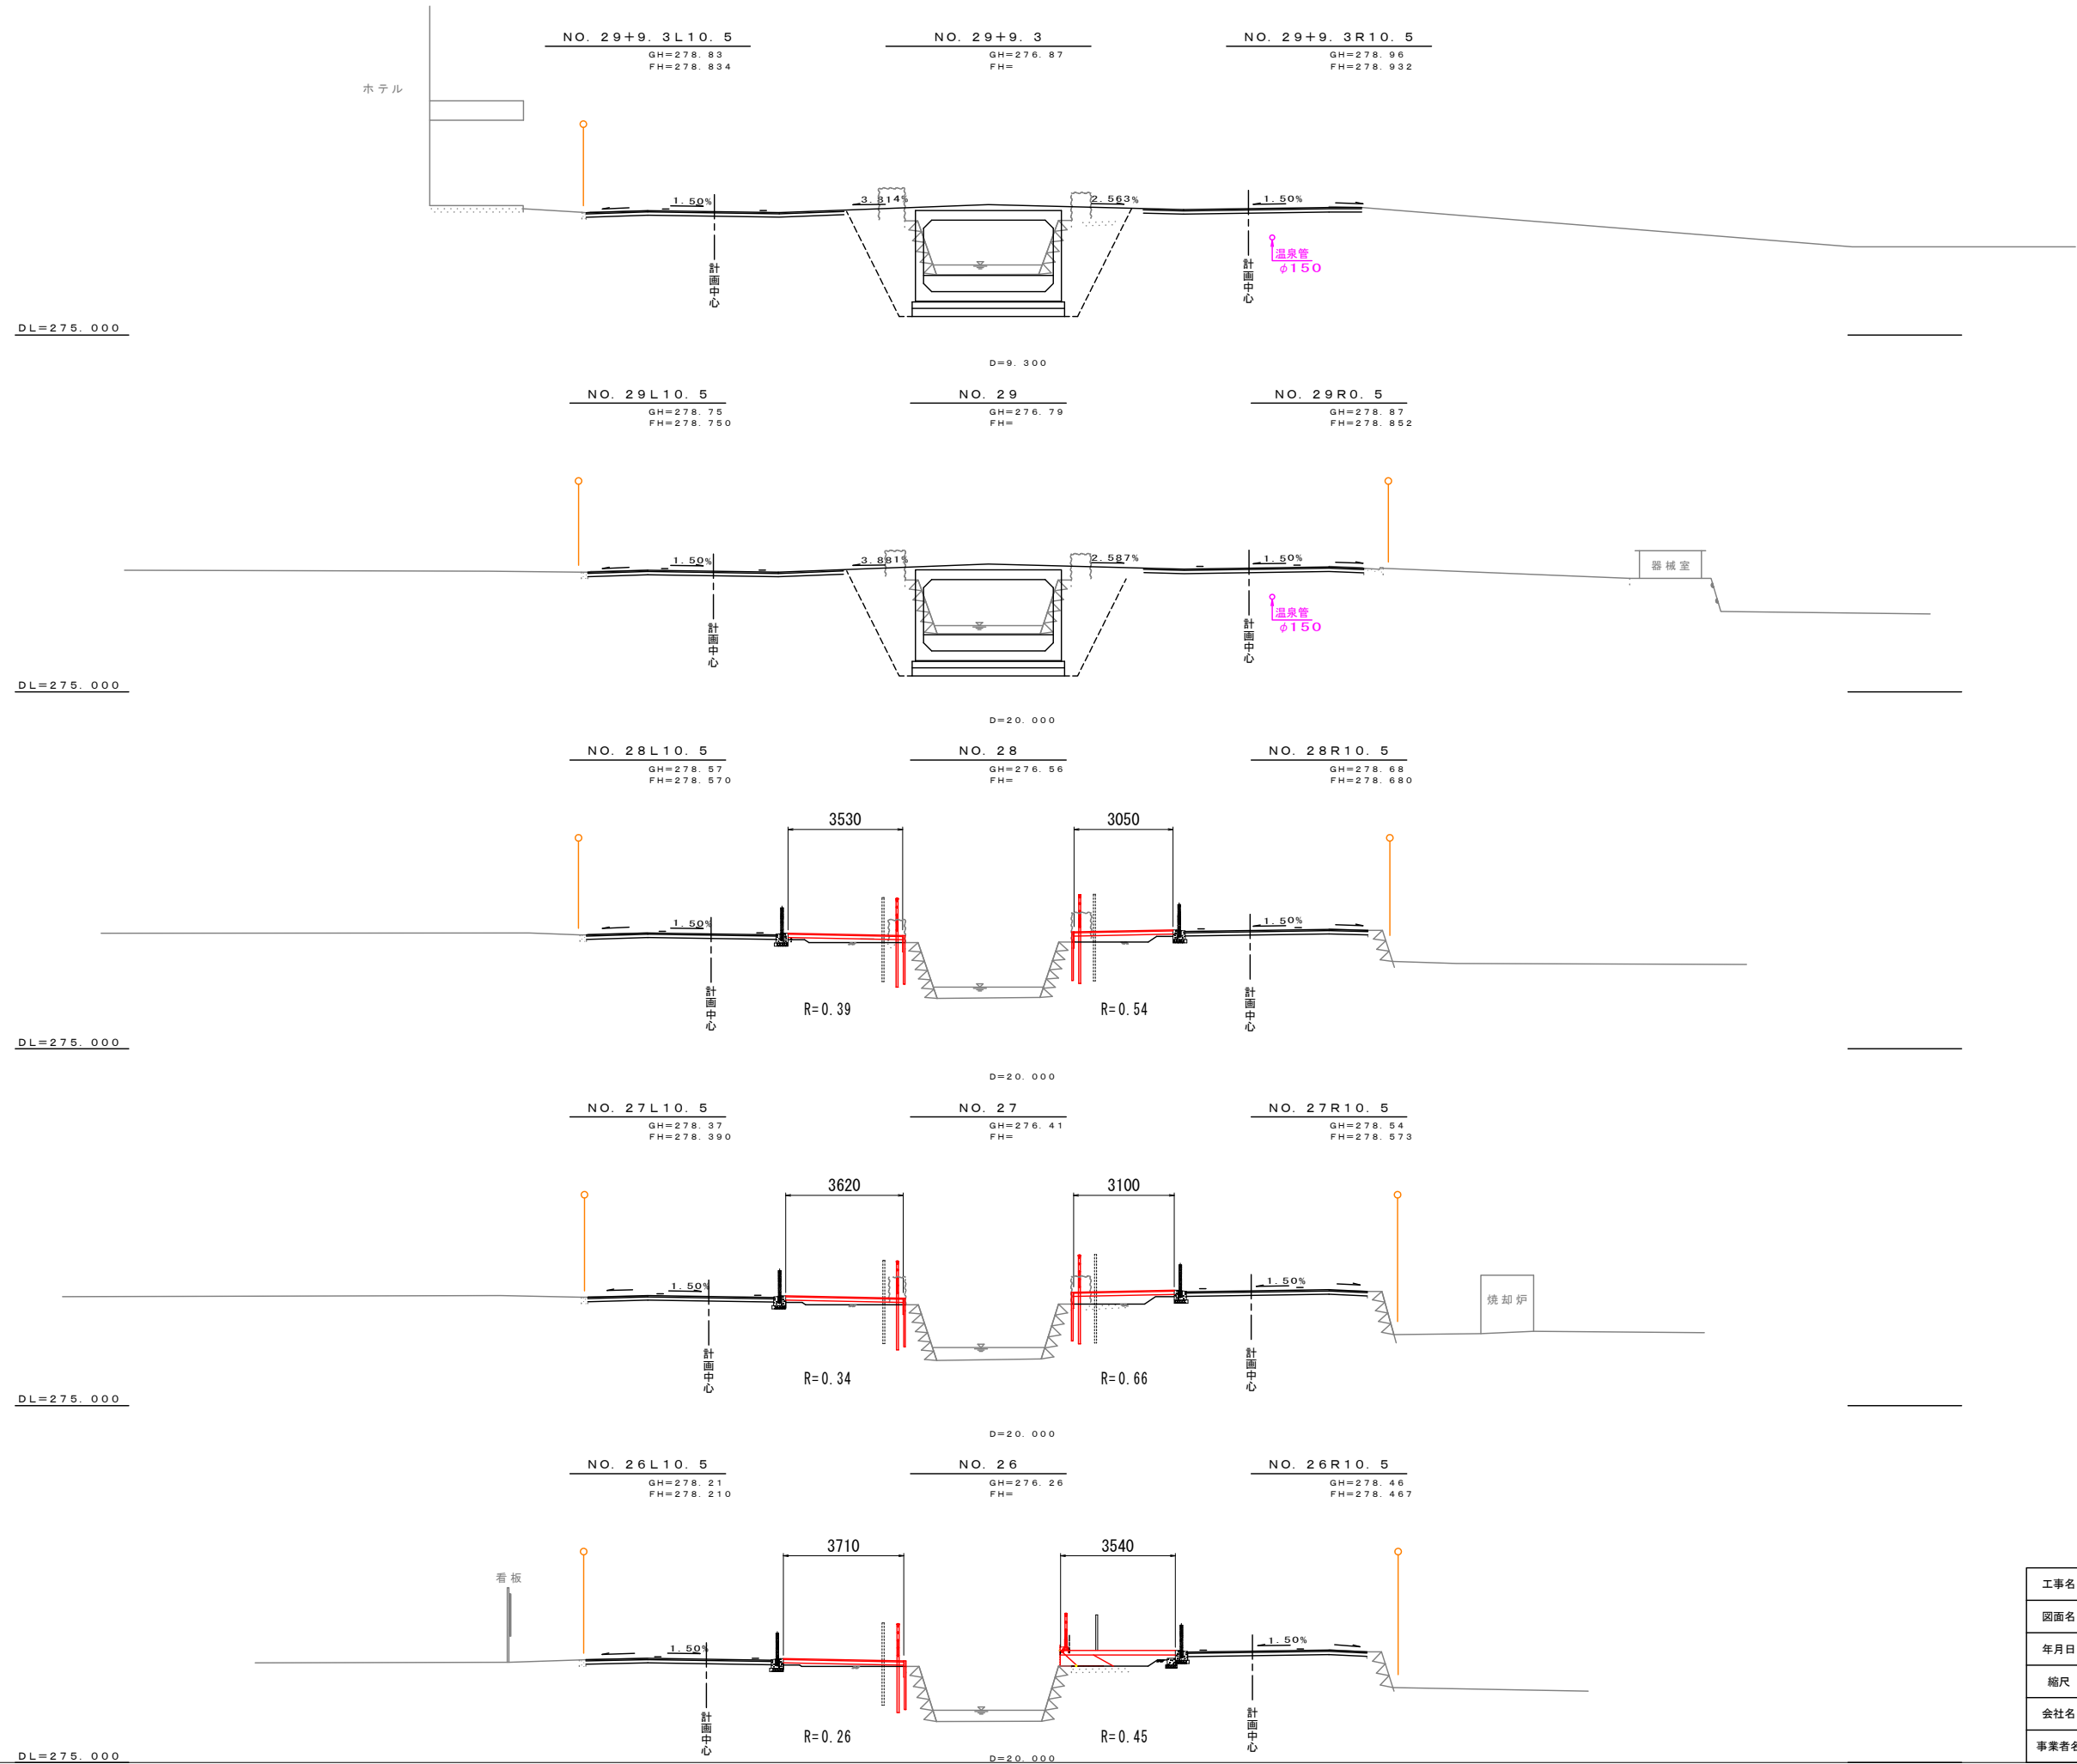 NO. 29+9. 3L10. 5
GH=278. 83
FH=278. 834
NO. 29+9. 3
GH=276. 87
FH=
NO. 29+9. 3R10. 5
GH=278. 96
FH=278. 932
ホテル
1. 50%
3. 314%
2. 563%
1. 50%
計画中心
計画中心
温泉管
φ150
DL=275. 000
D=9. 300
NO. 29L10. 5
GH=278. 75
FH=278. 750
NO. 29
GH=276. 79
FH=
NO. 29R0. 5
GH=278. 87
FH=278. 852
1. 50%
3. 881%
2. 587%
1. 50%
器械室
計画中心
計画中心
温泉管
φ150
DL=275. 000
D=20. 000
NO. 28L10. 5
GH=278. 57
FH=278. 570
NO. 28
GH=276. 56
FH=
NO. 28R10. 5
GH=278. 68
FH=278. 680
3530
3050
1. 50%
1. 50%
計画中心
R=0.39
R=0.54
計画中心
DL=275. 000
D=20. 000
NO. 27L10. 5
GH=278. 37
FH=278. 390
NO. 27
GH=276. 41
FH=
NO. 27R10. 5
GH=278. 54
FH=278. 573
3620
3100
1. 50%
1. 50%
焼却炉
計画中心
R=0.34
R=0.66
計画中心
DL=275. 000
D=20. 000
NO. 26L10. 5
GH=278. 21
FH=278. 210
NO. 26
GH=276. 26
FH=
NO. 26R10. 5
GH=278. 46
FH=278. 467
3710
3540
看板
1. 50%
1. 50%
計画中心
R=0.26
R=0.45
計画中心
DL=275. 000
D=20. 000
工事名
図面名
年月日
縮尺
会社名
事業者名